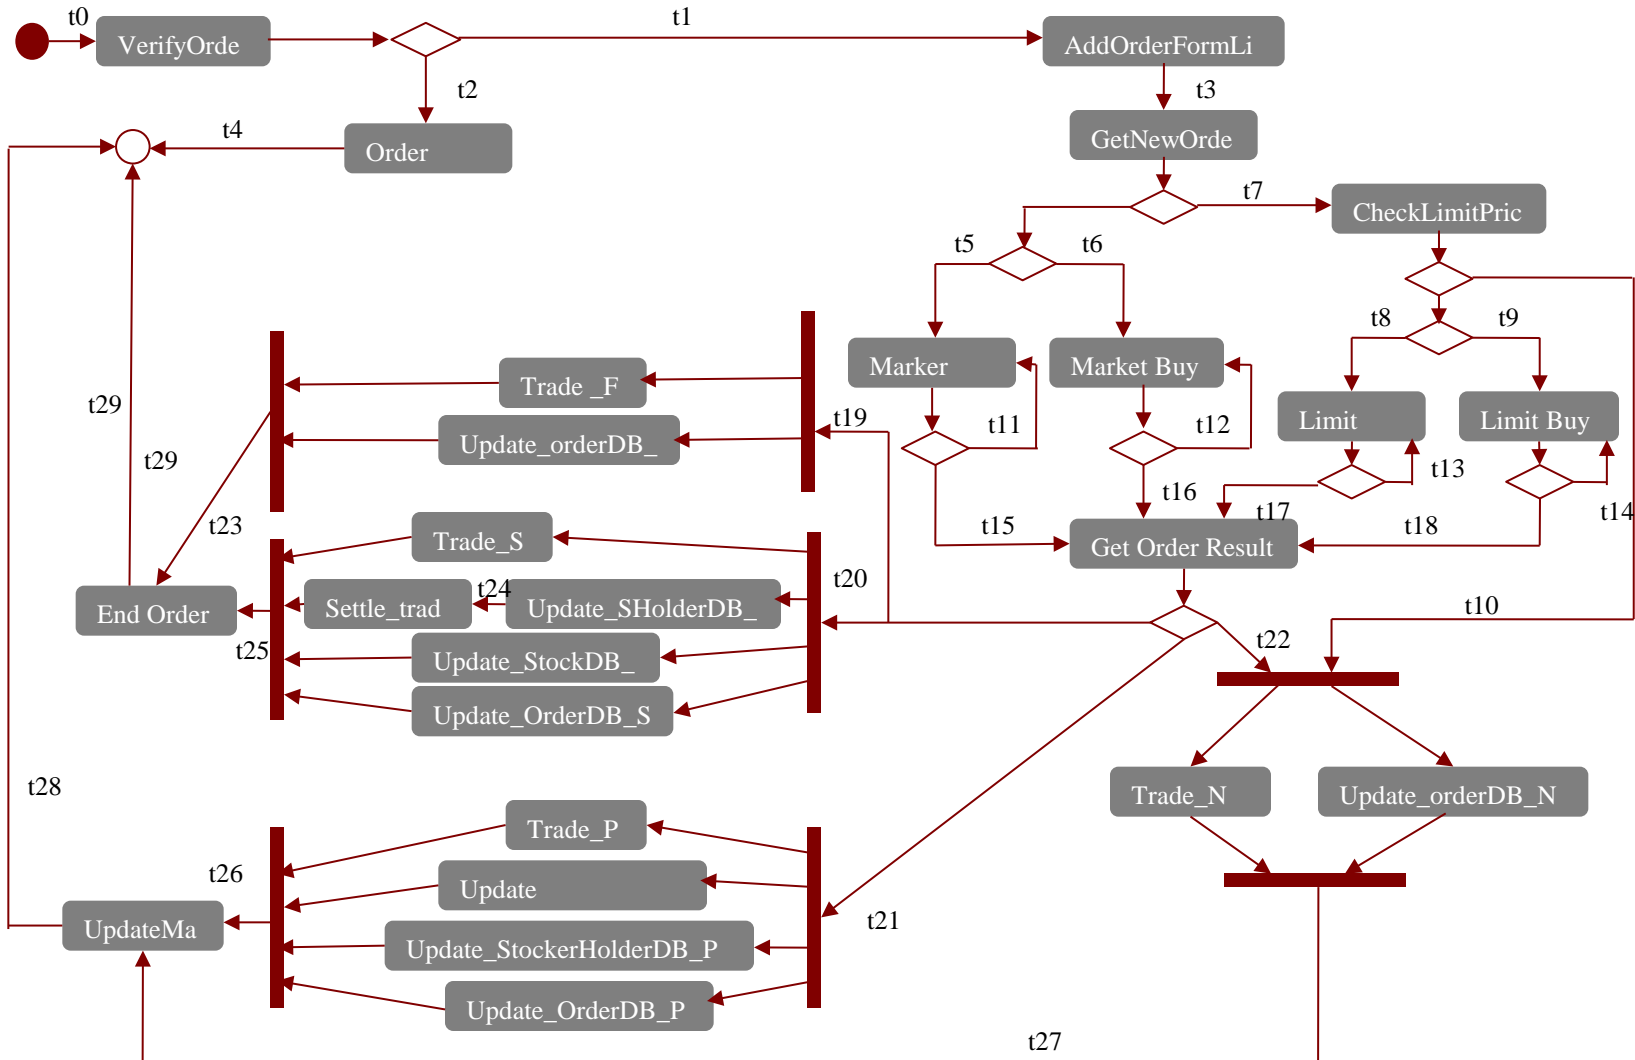 t0
VerifyOrde
t1
AddOrderFormLi
t2
t3
t4
Order
GetNewOrde
t7
CheckLimitPric
t5
t6
t8
t9
Marker
Market Buy
Trade _F
t29
t19
t11
t12
Limit
Limit Buy
Update_orderDB_
t29
t13
t16
t17
t14
t23
t15
t18
Trade_S
Get Order Result
t20
t24
End Order
Settle_trad
Update_SHolderDB_
t10
t22
t25
Update_StockDB_
Update_OrderDB_S
t28
Trade_N
Update_orderDB_N
Trade_P
t26
Update
t21
UpdateMa
Update_StockerHolderDB_P
Update_OrderDB_P
t27